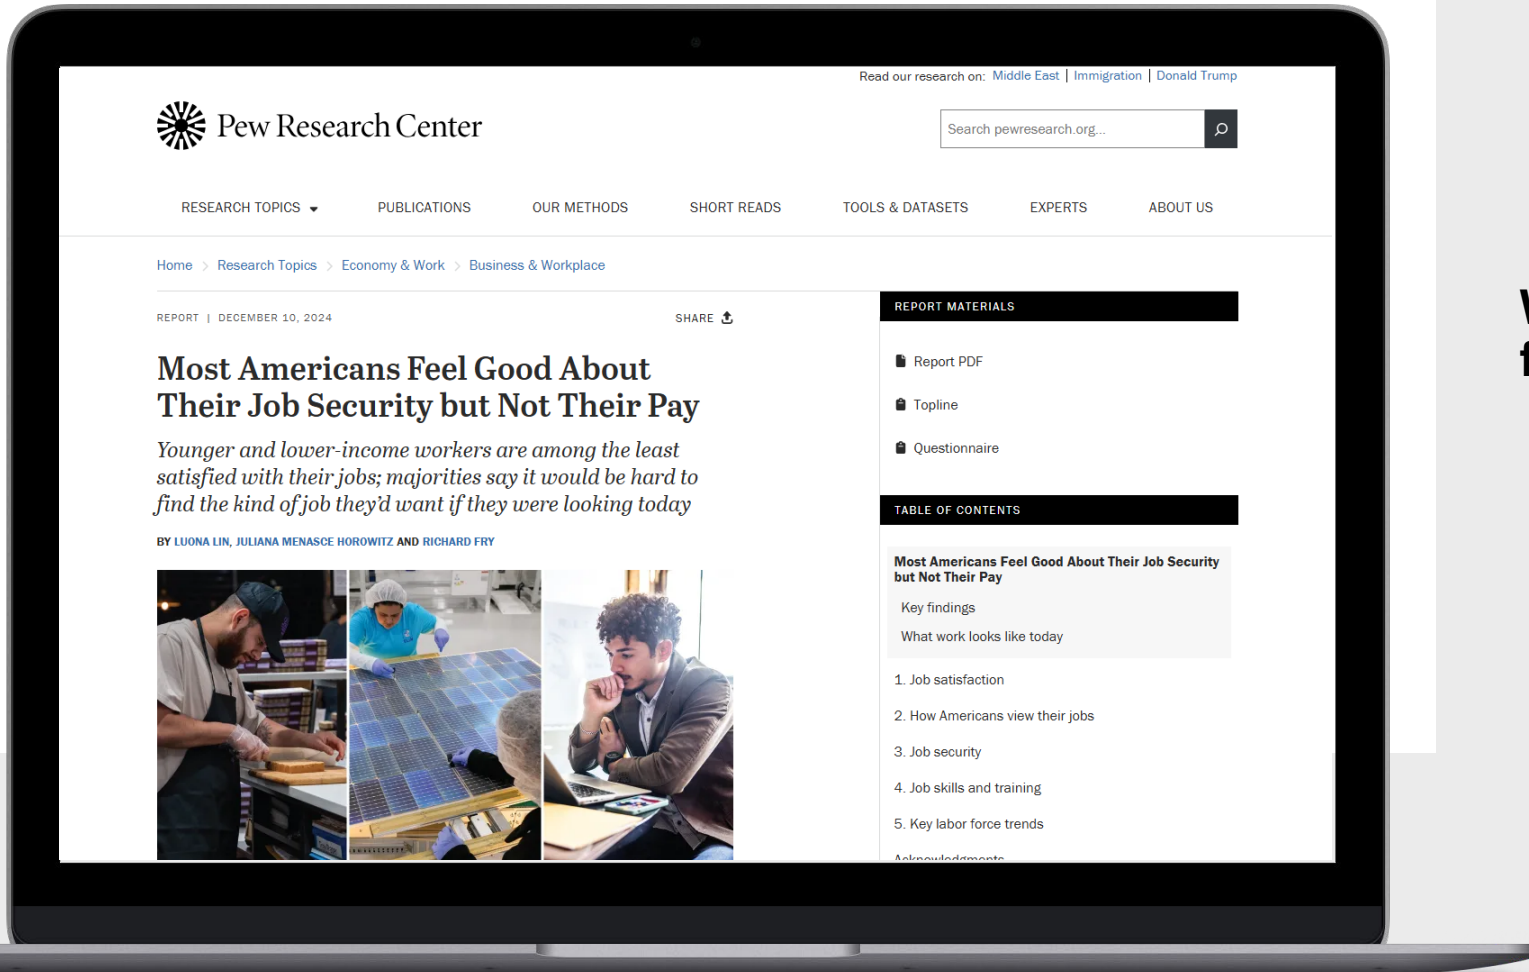 Read our research on: Middle East | Immigration | Donald Trump
Pew Research Center
Search pewresearch.org...
RESEARCH TOPICS
PUBLICATIONS
OUR METHODS
SHORT READS
TOOLS & DATASETS
EXPERTS
ABOUT US
Home > Research Topics > Economy & Work > Business & Workplace
REPORT | DECEMBER 10, 2024
SHARE
Most Americans Feel Good About
Their Job Security but Not Their Pay
Younger and lower-income workers are among the least
satisfied with their jobs; majorities say it would be hard to
find the kind of job they'd want if they were looking today
BY LUONA LIN, JULIANA MENASCE HOROWITZ AND RICHARD FRY
REPORT MATERIALS
Report PDF
Topline
Questionnaire
TABLE OF CONTENTS
Most Americans Feel Good About Their Job Security
but Not Their Pay
Key findings
What work looks like today
1. Job satisfaction
2. How Americans view their jobs
3. Job security
4. Job skills and training
5. Key labor force trends
Acknowledgments